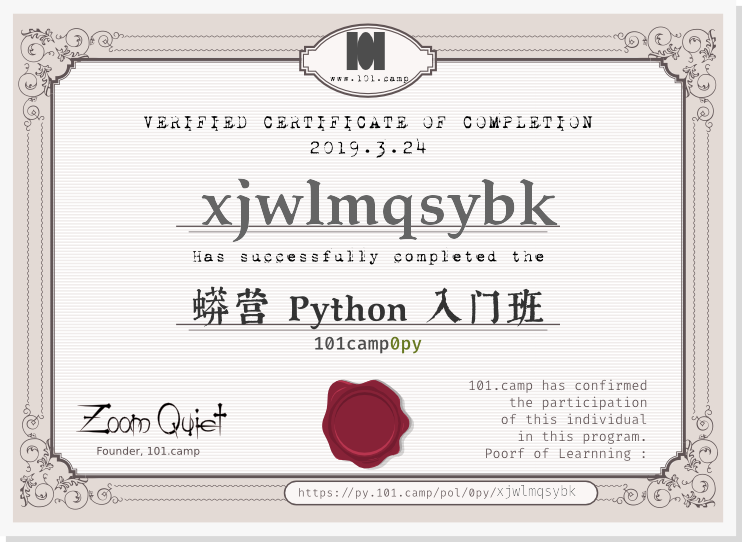 101
www.101.camp
VERIFIED CERTIFICATE OF COMPLETION
2019.3.24
xjwlmqsybk
Has successfully completed the
蟒营 Python 入门班
101camp0py
Zoom Quiet
Founder, 101.camp
101.camp has confirmed
the participation
of this individual
in this program.
Poorf of Learnning :
https://py.101.camp/pol/0py/xjwlmqsybk